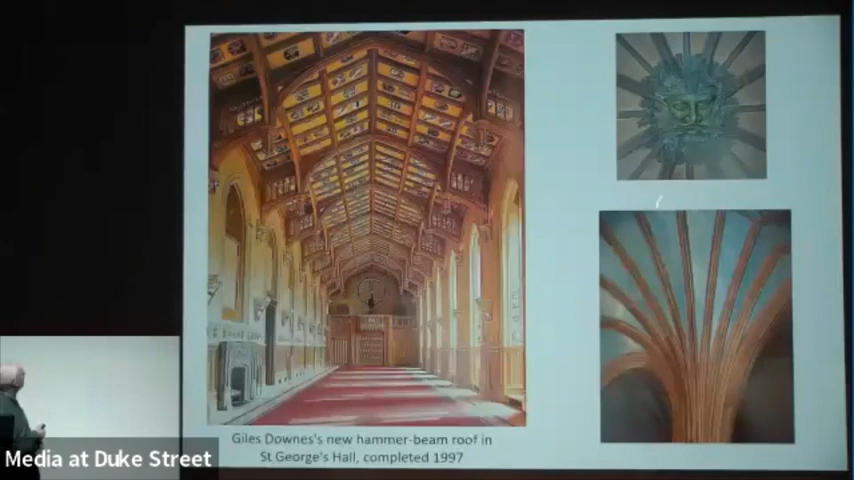 Giles Downes's new hammer-beam roof in
St George's Hall, completed 1997
Media at Duke Street